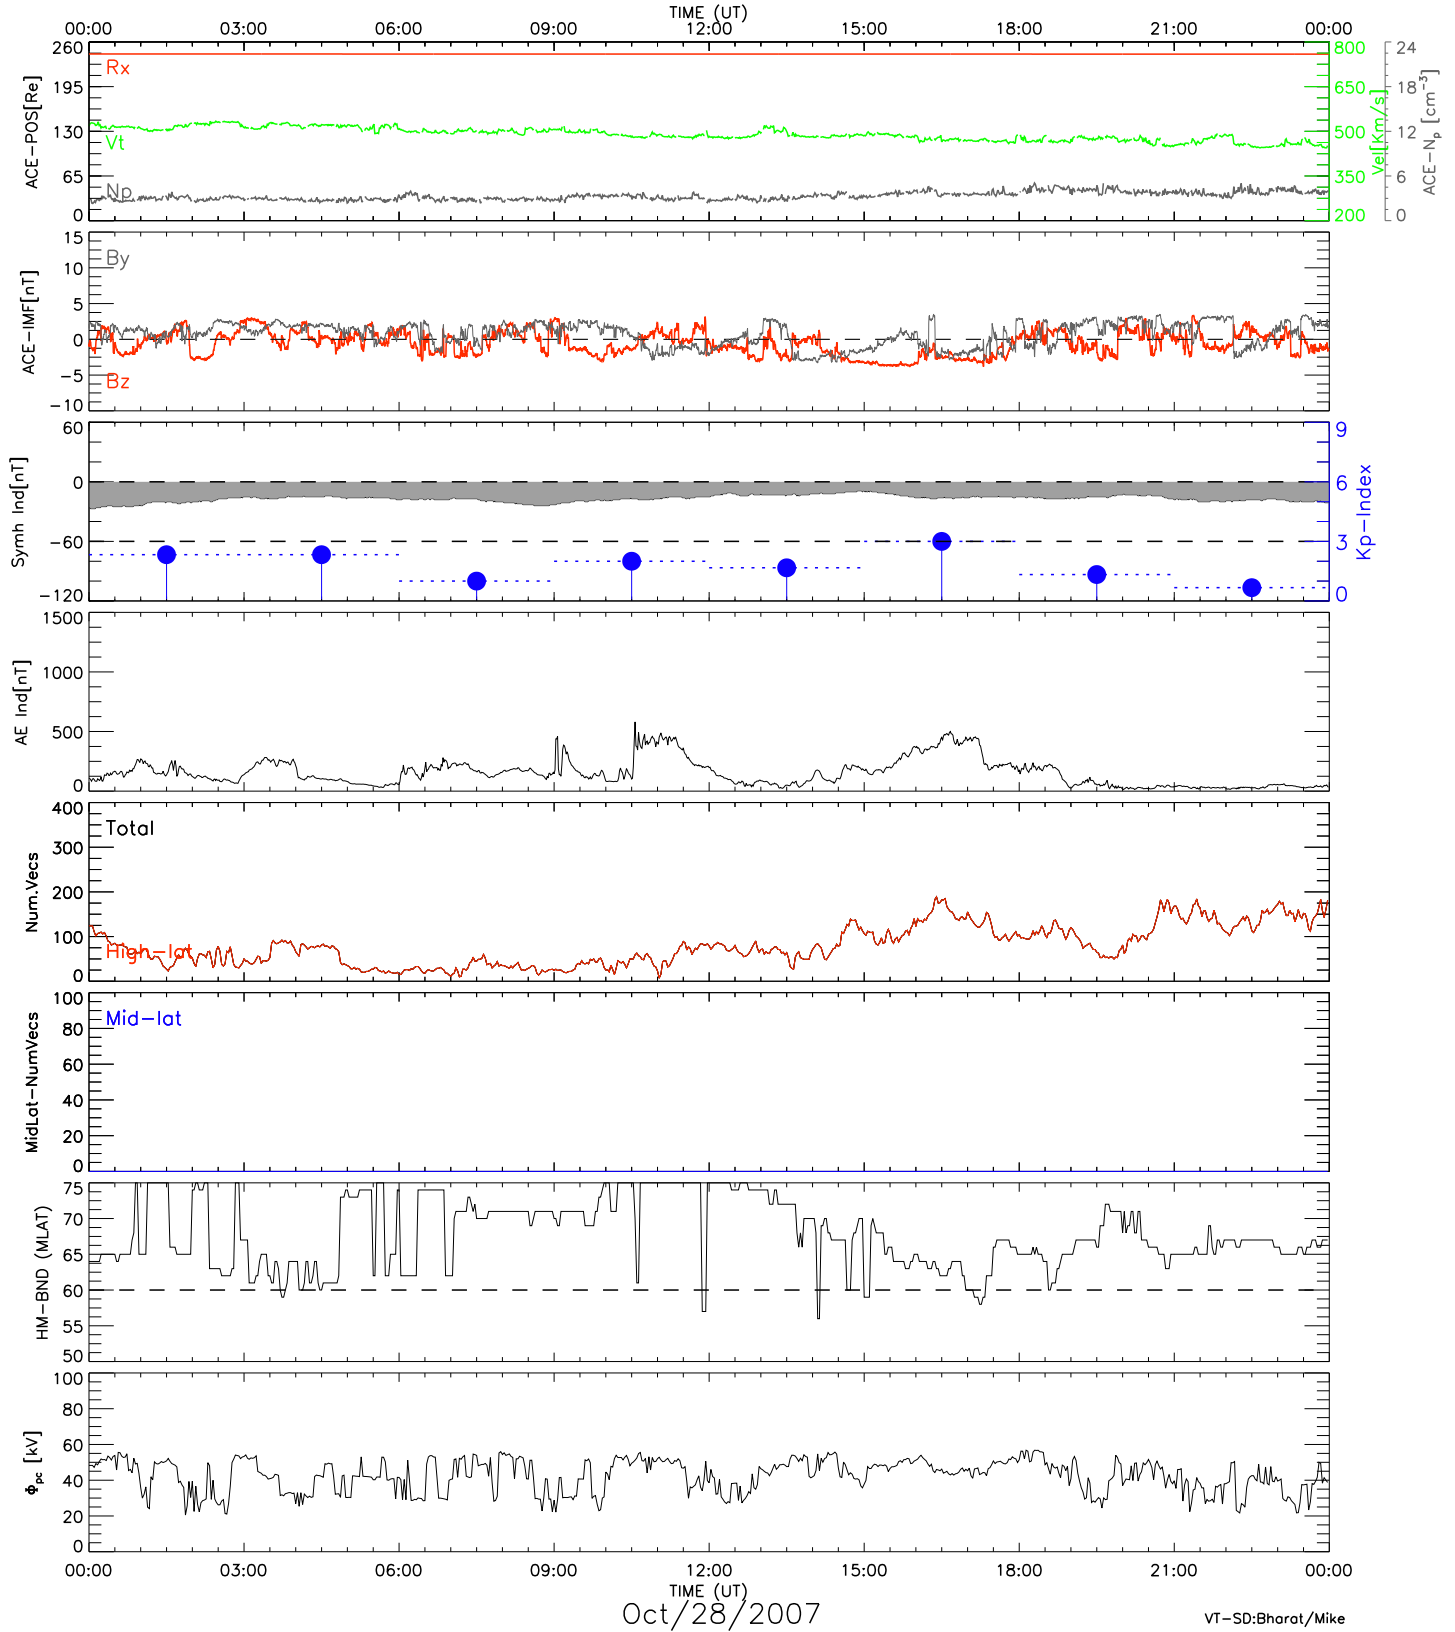 TIME (UT)
00:00 03:00 06:00 09:00 12:00 15:00 18:00 21:00 00:00
260 800 24
Rx
195 650 18
ACE-POS[Re] Vel[Km/s] ACE-Np [cm-3]
130 500 12
Vt
65 350 6
Np
0 200 0
15
By
10
5
ACE-IMF[nT]
0
-5
Bz
-10
60 9
0 6
Symh Ind[nT] Kp-Index
-60 3
-120 0
1500
1000
AE Ind[nT]
500
0
400
Total
300
Num.Vecs
200
100
High-lat
0
100
Mid-lat
80
60
MidLat-NumVecs
40
20
0
75
70
HM-BND (MLAT)
65
60
55
50
100
80
60
Φpc [kV]
40
20
0
00:00 03:00 06:00 09:00 12:00 15:00 18:00 21:00 00:00
TIME (UT)
Oct/28/2007
VT-SD:Bharat/Mike